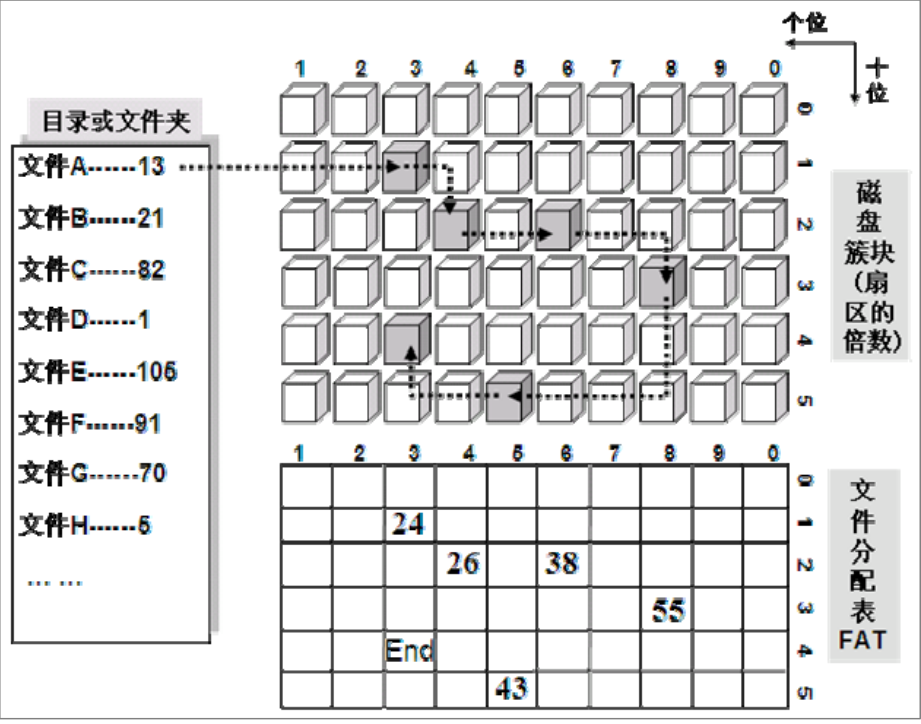 个位
十位
1 2 3 4 5 6 7 8 9 0
0
1
2
3
4
5
目录或文件夹
文件A------13
文件B------21
文件C------82
文件D------1
文件E------105
文件F------91
文件G------70
文件H------5
... ...
磁盘簇块(扇区的倍数)
1 2 3 4 5 6 7 8 9 0
0
24 1
26 38 2
55 3
End 4
43 5
文件分配表
FAT